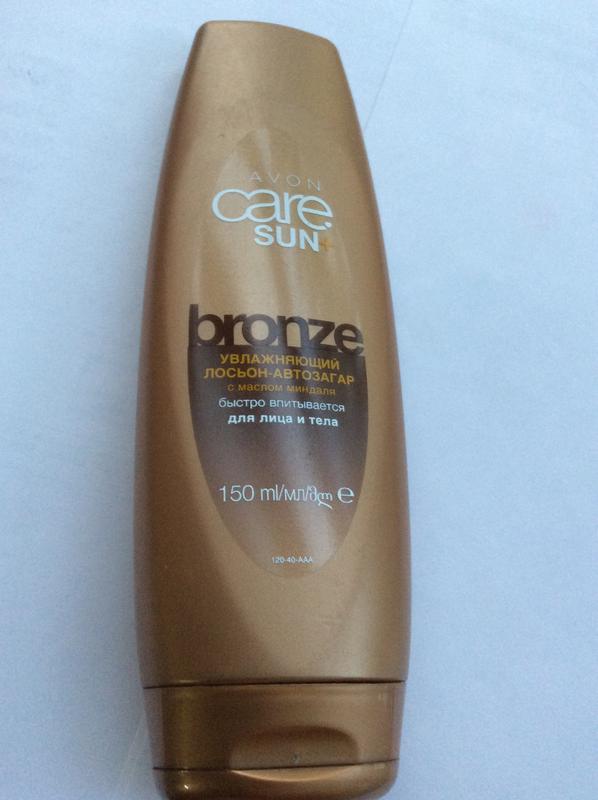 AVON
care
SUN+
bronze
УВЛАЖНЯЮЩИЙ
ЛОСЬОН-АВТОЗАГАР
с маслом миндаля
быстро впитывается
для лица и тела
150 ml/мл/მლ ℮
120-40-AAA